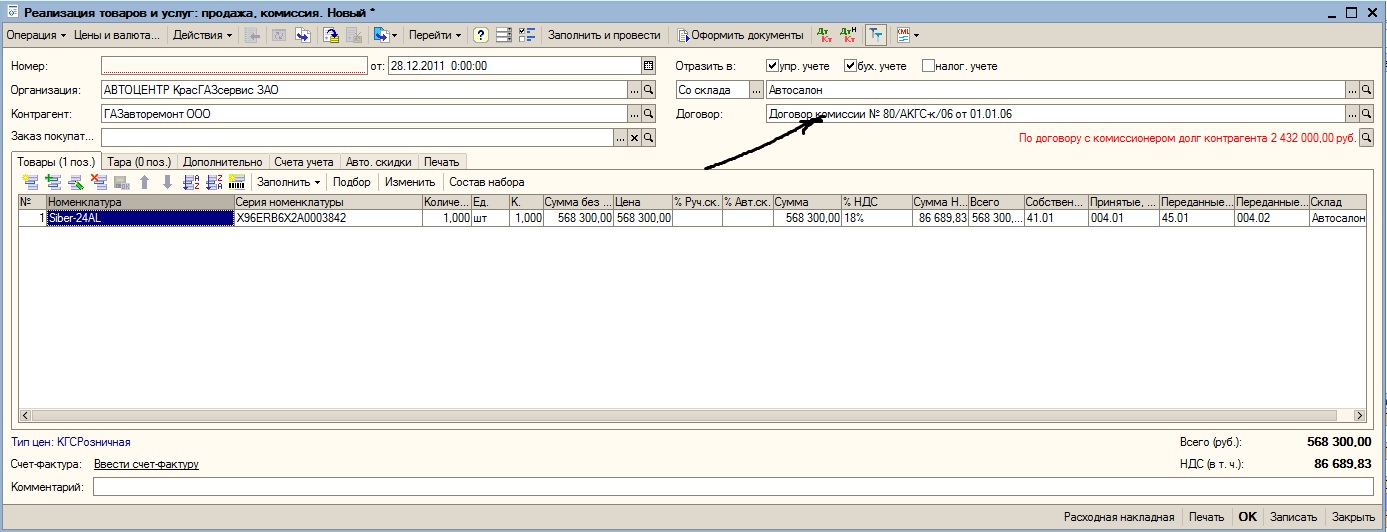 Реализация товаров и услуг: продажа, комиссия. Новый *
Операция Цены и валюта... Действия Перейти Заполнить и провести Оформить документы
Номер: от: 28.12.2011 0:00:00 Отразить в: упр. учете бух. учете налог. учете
Организация: АВТОЦЕНТР КрасГАЗсервис ЗАО ... Со склада ... Автосалон ...
Контрагент: ГАЗавторемонт ООО ... Договор: Договор комиссии № 80/АКГС-к/06 от 01.01.06 ...
Заказ покупат... ... По договору с комиссионером долг контрагента 2 432 000,00 руб.
Товары (1 поз.) Тара (0 поз.) Дополнительно Счета учета Авто. скидки Печать
Заполнить Подбор Изменить Состав набора
№ Номенклатура Серия номенклатуры Количе... Ед. К. Сумма без ... Цена % Руч.ск. % Авт.ск. Сумма % НДС Сумма Н... Всего Собствен... Принятые, ... Переданные... Переданные... Склад
1 Siber-24AL X96ERB6X2A0003842 1,000 шт 1,000 568 300,00 568 300,00 568 300,00 18% 86 689,83 568 300,... 41.01 004.01 45.01 004.02 Автосалон
Тип цен: КГСРозничная Всего (руб.): 568 300,00
Счет-фактура: Ввести счет-фактуру НДС (в т. ч.): 86 689,83
Комментарий:
Расходная накладная Печать OK Записать Закрыть